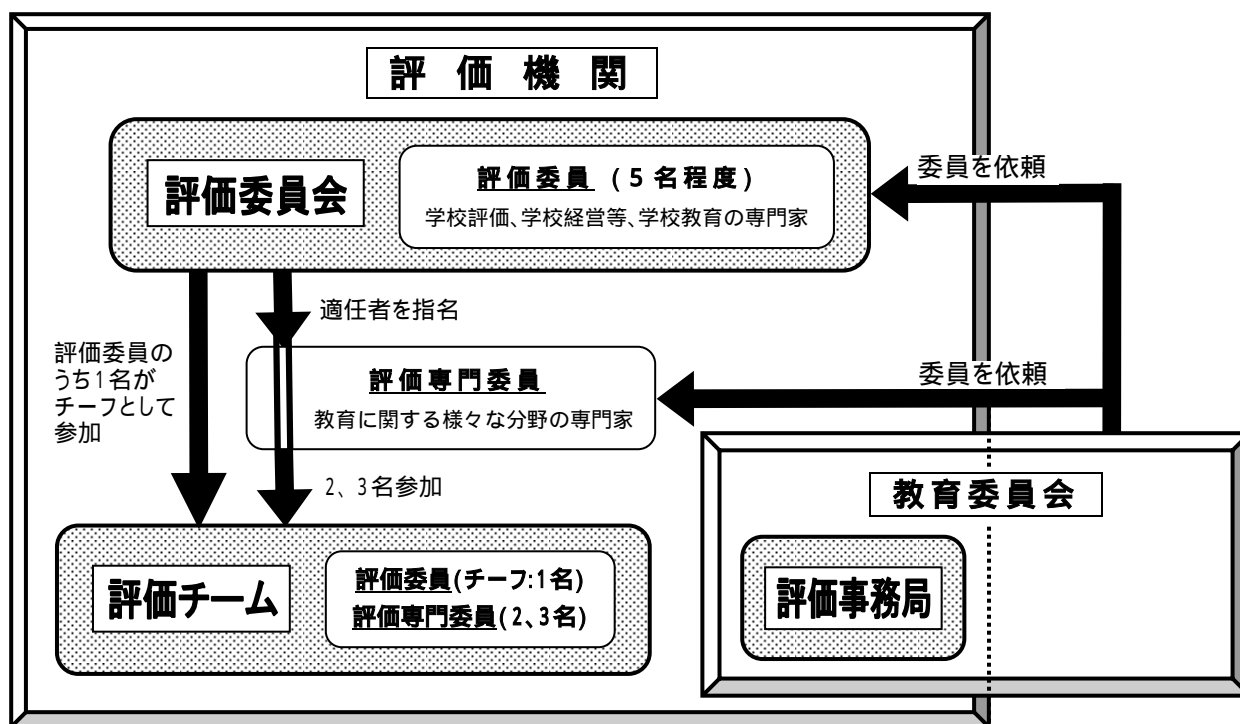 評価機関
評価委員会
評価委員 (5名程度)
学校評価、学校経営等、学校教育の専門家
委員を依頼
適任者を指名
評価委員の
うち1名が
チーフとして
参加
評価専門委員
教育に関する様々な分野の専門家
委員を依頼
2、3名参加
評価チーム
評価委員(チーフ:1名)
評価専門委員(2、3名)
教育委員会
評価事務局